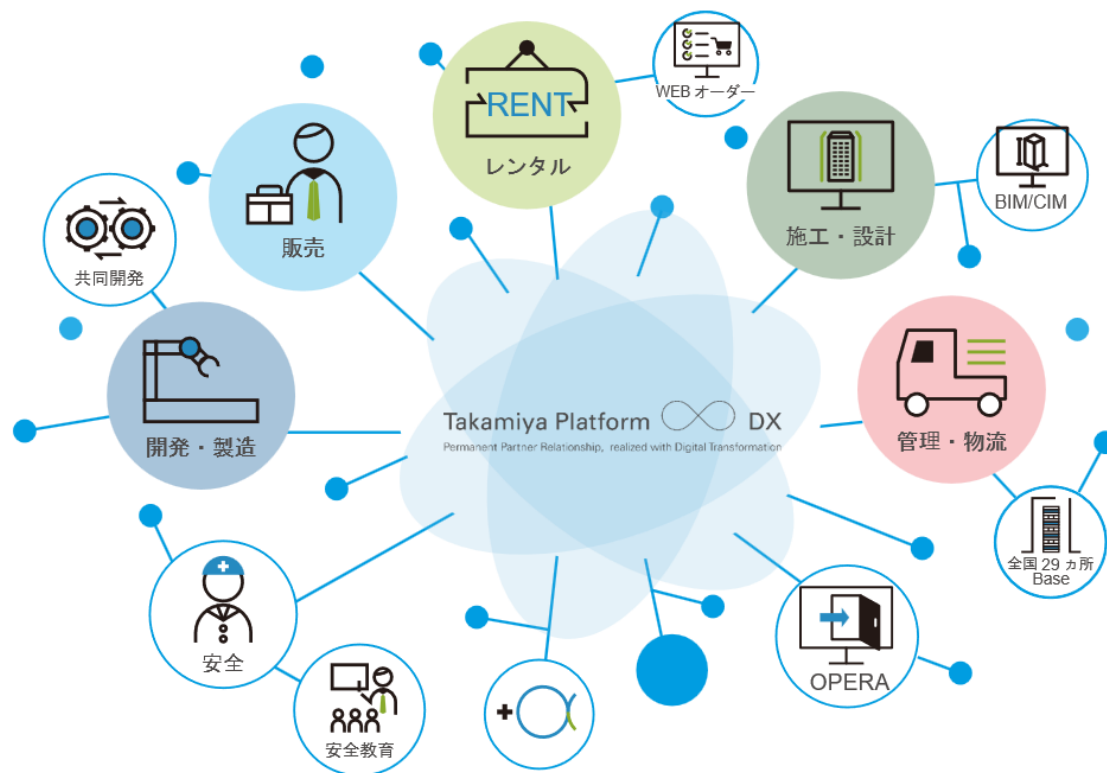 RENT
レンタル
WEB オーダー
販売
施工・設計
BIM/CIM
共同開発
開発・製造
Takamiya Platform DX
Permanent Partner Relationship, realized with Digital Transformation
管理・物流
全国 29 ヵ所
Base
安全
安全教育
OPERA